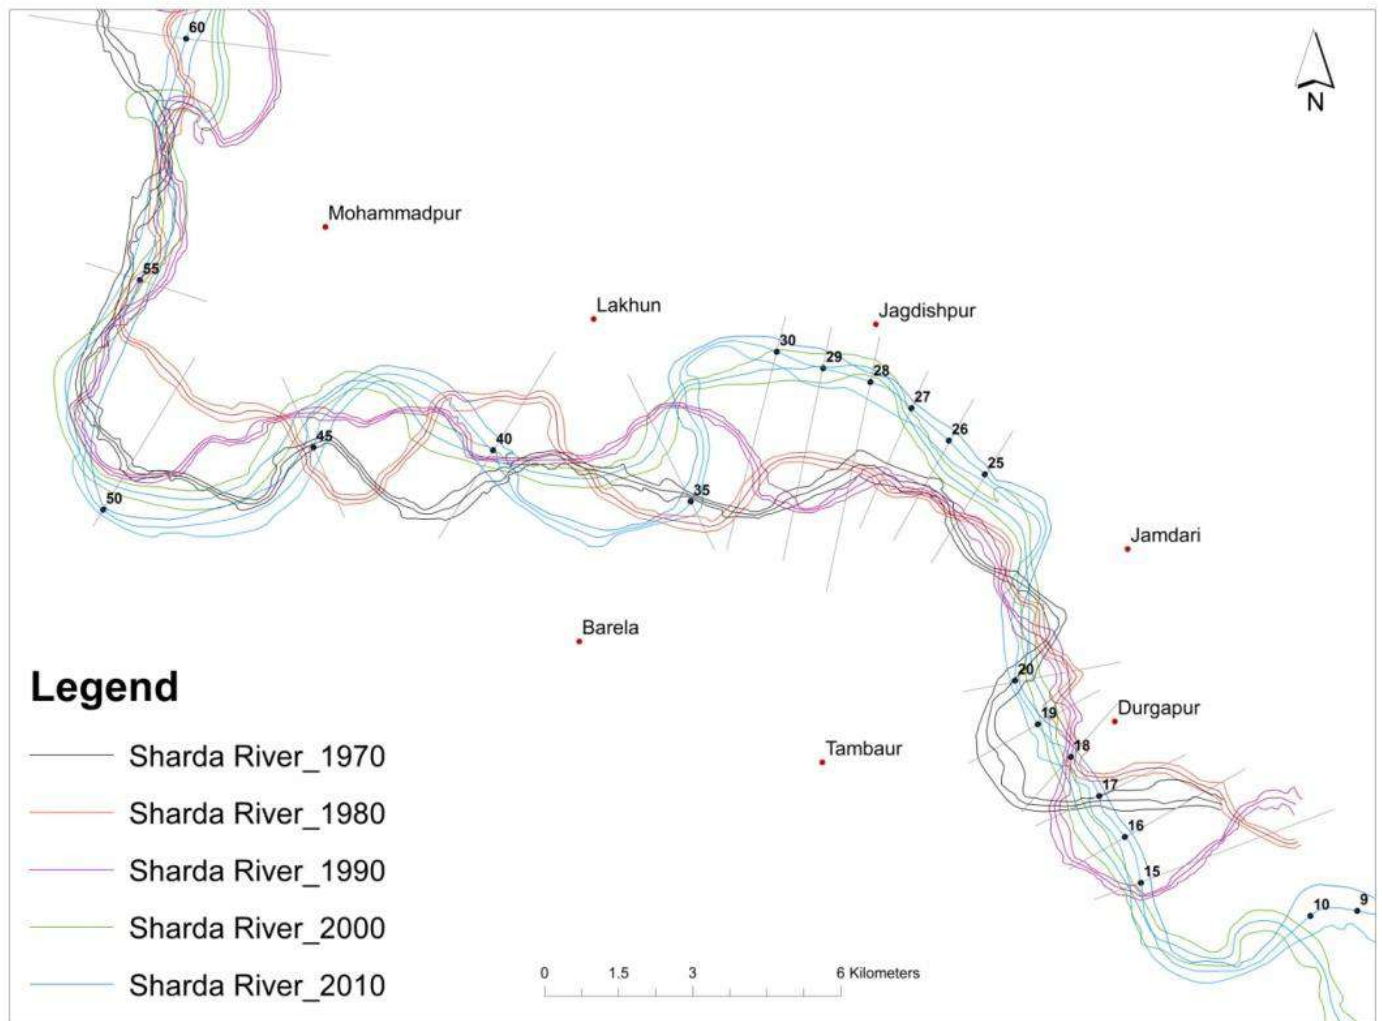 60
N
Mohammadpur
55
Lakhun
Jagdishpur
30
29
28
27
26
25
45
40
35
50
Jamdari
Barela
20
Durgapur
19
18
Tambaur
17
16
15
10
9
Legend
Sharda River_1970
Sharda River_1980
Sharda River_1990
Sharda River_2000
Sharda River_2010
0 1.5 3 6 Kilometers